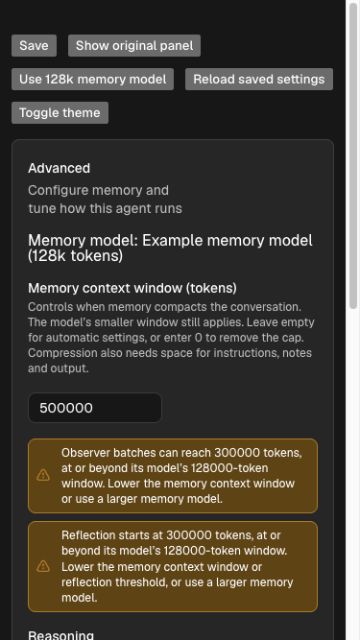 Save
Show original panel
Use 128k memory model
Reload saved settings
Toggle theme
Advanced
Configure memory and
tune how this agent runs
Memory model: Example memory model
(128k tokens)
Memory context window (tokens)
Controls when memory compacts the conversation.
The model's smaller window still applies. Leave empty
for automatic settings, or enter 0 to remove the cap.
Compression also needs space for instructions, notes
and output.
500000
Observer batches can reach 300000 tokens,
at or beyond its model's 128000-token
window. Lower the memory context window
or use a larger memory model.
Reflection starts at 300000 tokens, at or
beyond its model's 128000-token window.
Lower the memory context window or
reflection threshold, or use a larger memory
model.
Reasoning